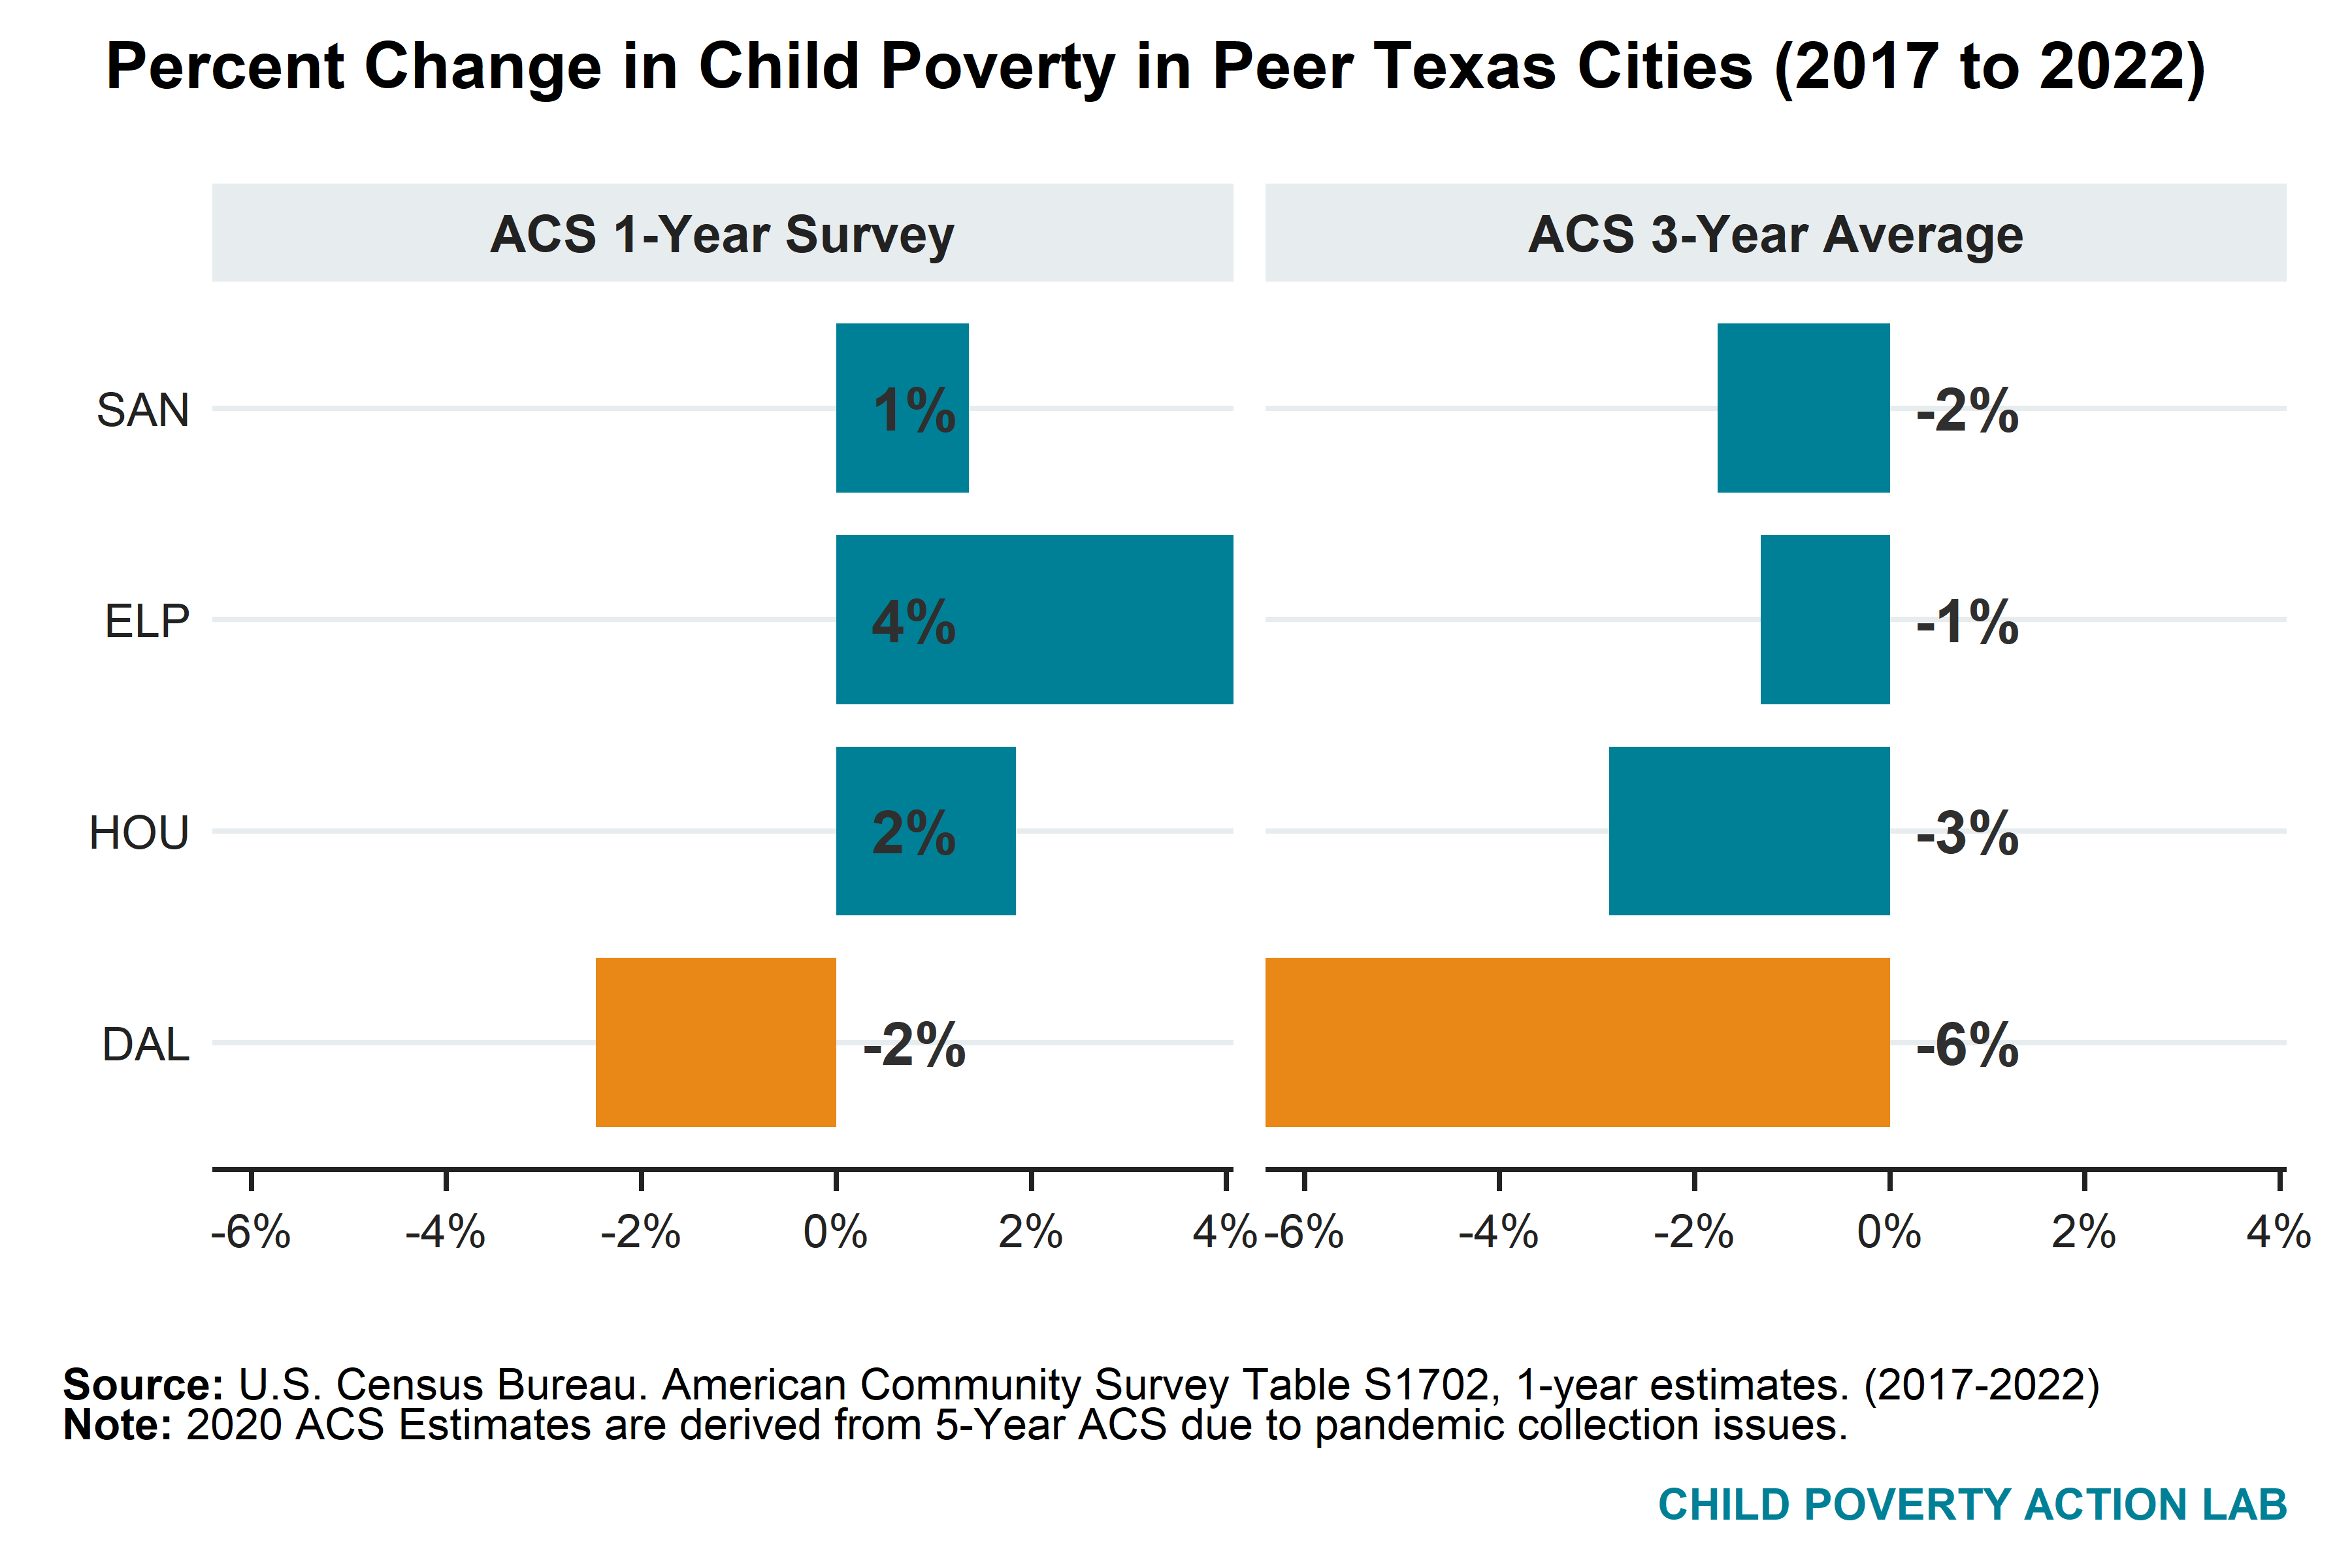 Percent Change in Child Poverty in Peer Texas Cities (2017 to 2022)
ACS 1-Year Survey
ACS 3-Year Average
SAN
1%
-2%
ELP
4%
-1%
HOU
2%
-3%
DAL
-2%
-6%
-6% -4% -2% 0% 2% 4%
-6% -4% -2% 0% 2% 4%
Source: U.S. Census Bureau. American Community Survey Table S1702, 1-year estimates. (2017-2022)
Note: 2020 ACS Estimates are derived from 5-Year ACS due to pandemic collection issues.
CHILD POVERTY ACTION LAB